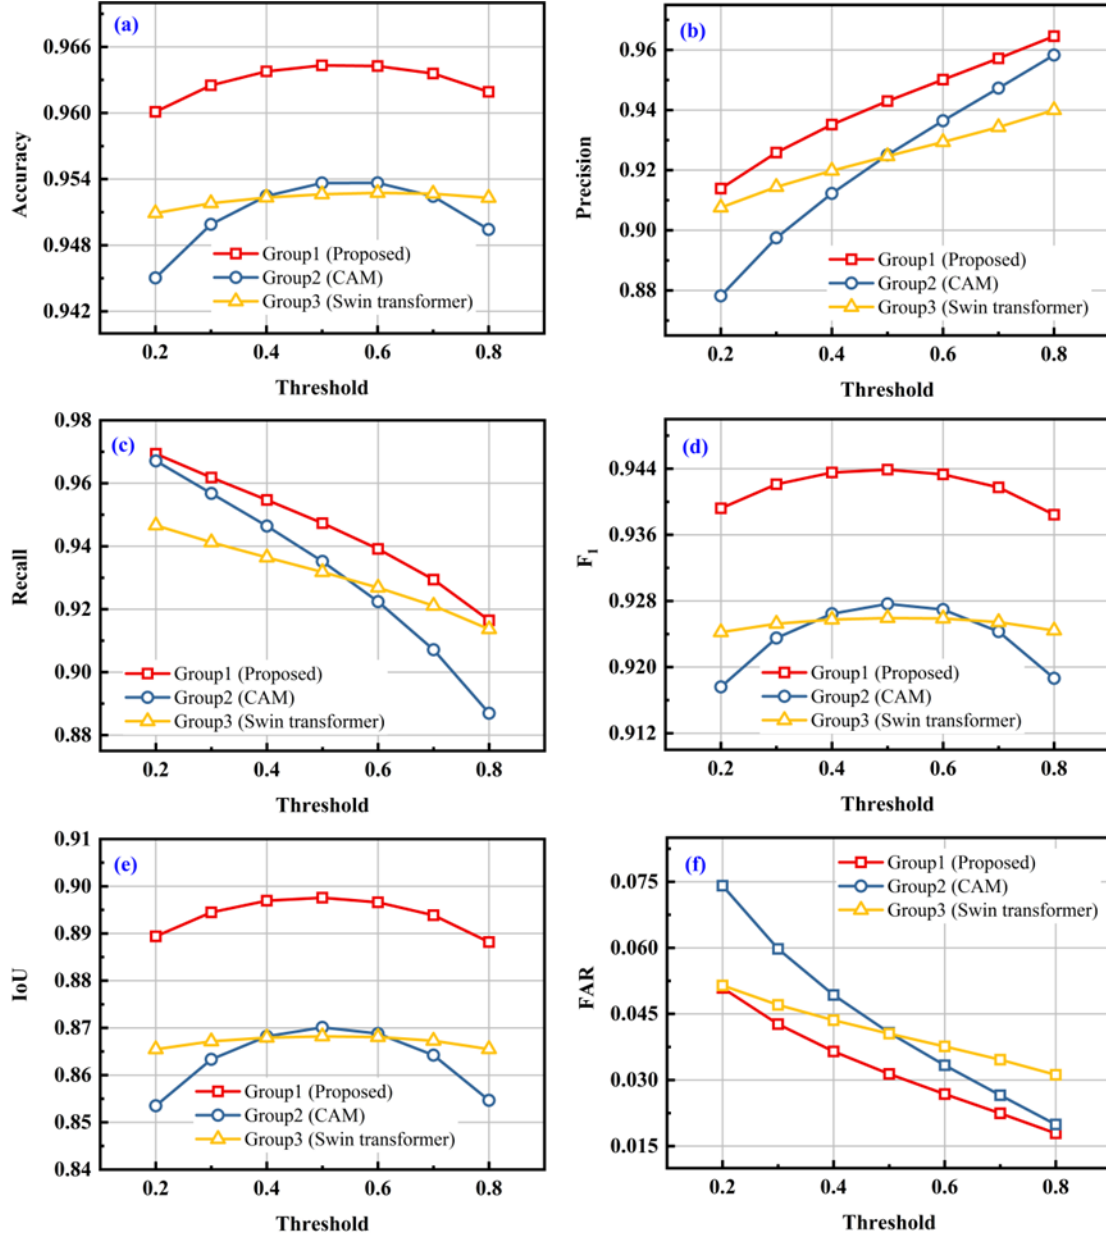 (a)
Accuracy
0.966
0.960
0.954
0.948
0.942
Group1 (Proposed)
Group2 (CAM)
Group3 (Swin transformer)
0.2 0.4 0.6 0.8
Threshold
(b)
Precision
0.96
0.94
0.92
0.90
0.88
Group1 (Proposed)
Group2 (CAM)
Group3 (Swin transformer)
0.2 0.4 0.6 0.8
Threshold
(c)
Recall
0.98
0.96
0.94
0.92
0.90
0.88
Group1 (Proposed)
Group2 (CAM)
Group3 (Swin transformer)
0.2 0.4 0.6 0.8
Threshold
(d)
F1
0.944
0.936
0.928
0.920
0.912
Group1 (Proposed)
Group2 (CAM)
Group3 (Swin transformer)
0.2 0.4 0.6 0.8
Threshold
(e)
IoU
0.91
0.90
0.89
0.88
0.87
0.86
0.85
0.84
Group1 (Proposed)
Group2 (CAM)
Group3 (Swin transformer)
0.2 0.4 0.6 0.8
Threshold
(f)
FAR
0.075
0.060
0.045
0.030
0.015
Group1 (Proposed)
Group2 (CAM)
Group3 (Swin transformer)
0.2 0.4 0.6 0.8
Threshold